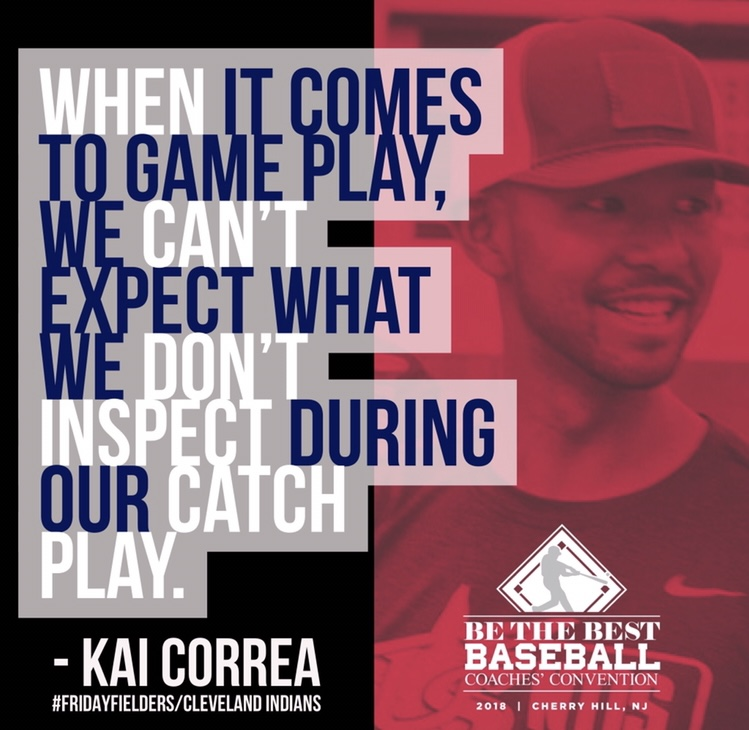 WHEN IT COMES
TO GAME PLAY,
WE CAN'T
EXPECT WHAT
WE DON'T
INSPECT DURING
OUR CATCH
PLAY.
- KAI CORREA
#FRIDAYFIELDERS/CLEVELAND INDIANS
BE THE BEST
BASEBALL
COACHES' CONVENTION
2018 | CHERRY HILL, NJ